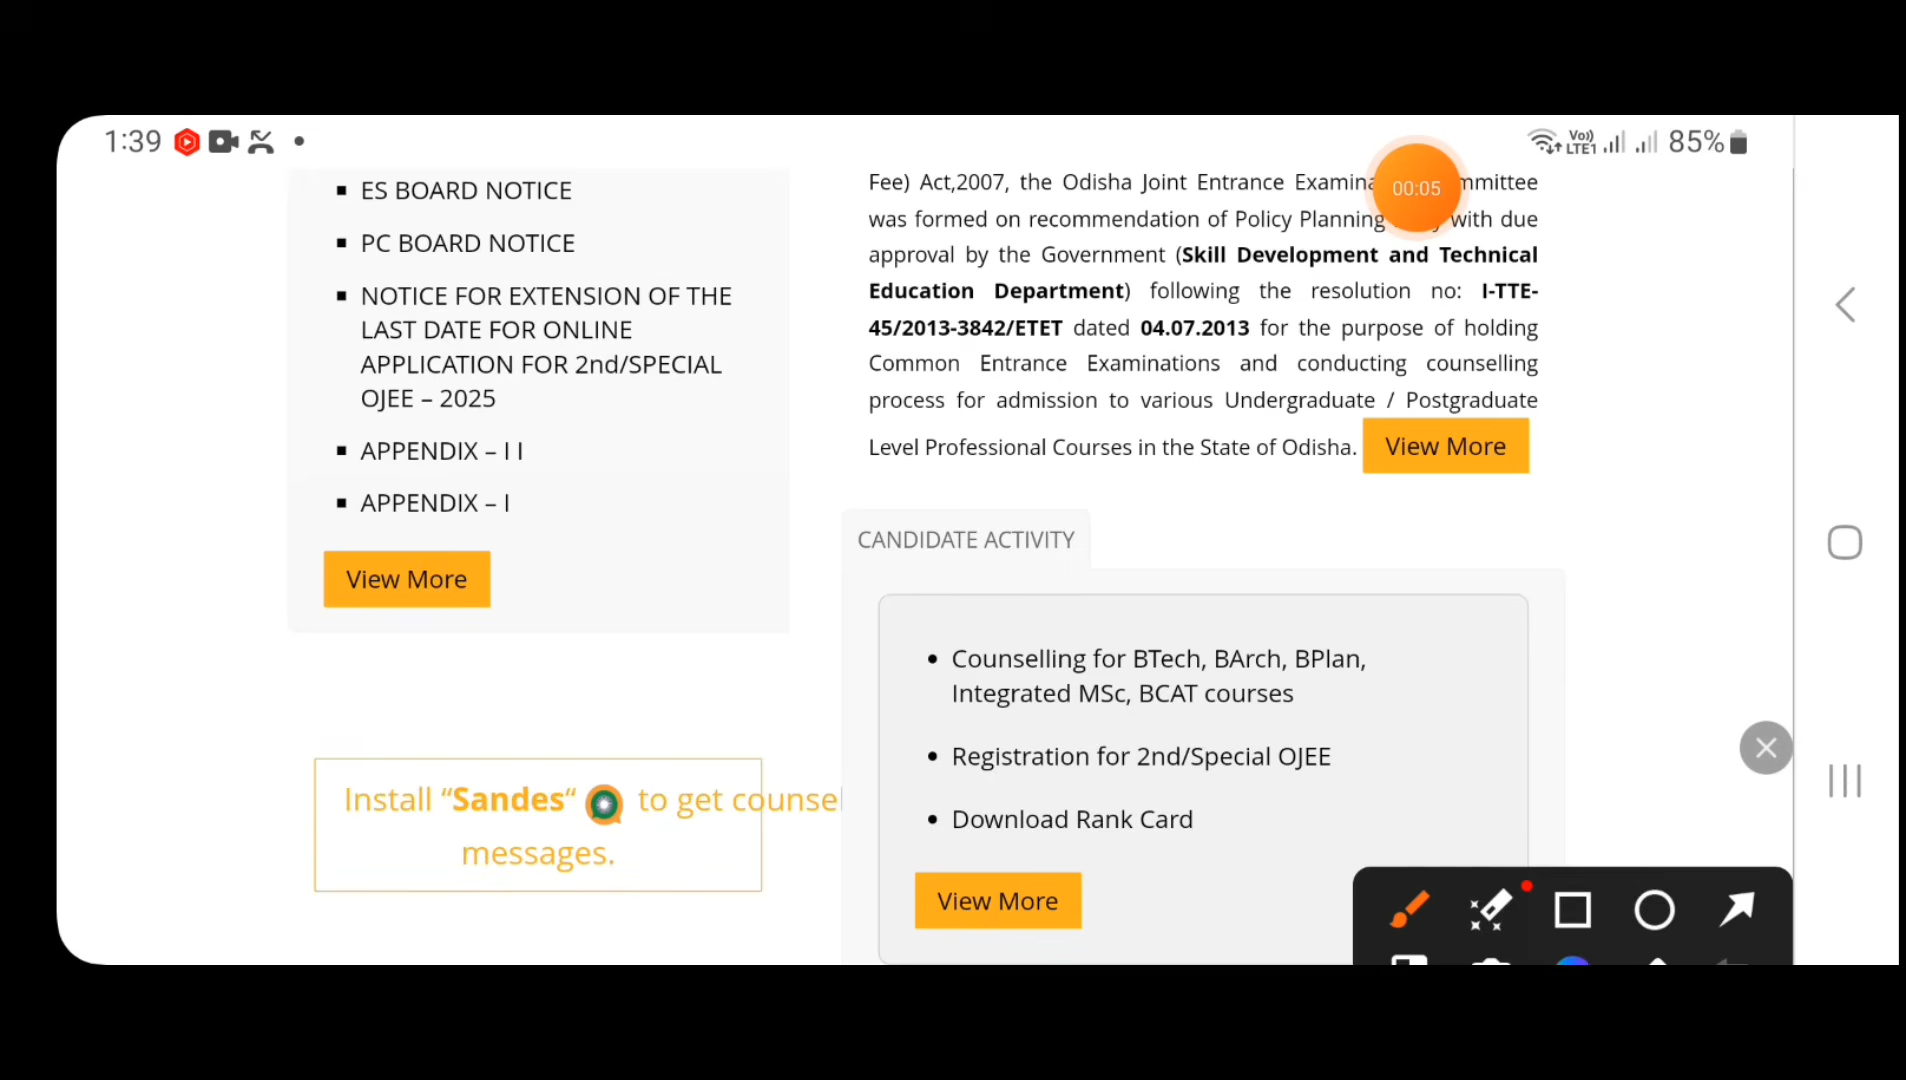 1:39
Vo))
LTE1
85%
ES BOARD NOTICE
PC BOARD NOTICE
NOTICE FOR EXTENSION OF THE
LAST DATE FOR ONLINE
APPLICATION FOR 2nd/SPECIAL
OJEE – 2025
APPENDIX – I I
APPENDIX – I
View More
Install “Sandes“ to get counse
messages.
Fee) Act,2007, the Odisha Joint Entrance Examina mmittee
00:05
was formed on recommendation of Policy Planning with due
approval by the Government (Skill Development and Technical
Education Department) following the resolution no: I-TTE-
45/2013-3842/ETET dated 04.07.2013 for the purpose of holding
Common Entrance Examinations and conducting counselling
process for admission to various Undergraduate / Postgraduate
Level Professional Courses in the State of Odisha. View More
CANDIDATE ACTIVITY
Counselling for BTech, BArch, BPlan,
Integrated MSc, BCAT courses
Registration for 2nd/Special OJEE
Download Rank Card
View More